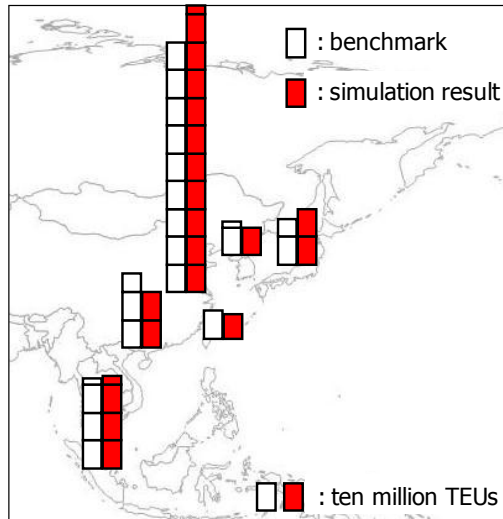 : benchmark
: simulation result
: ten million TEUs